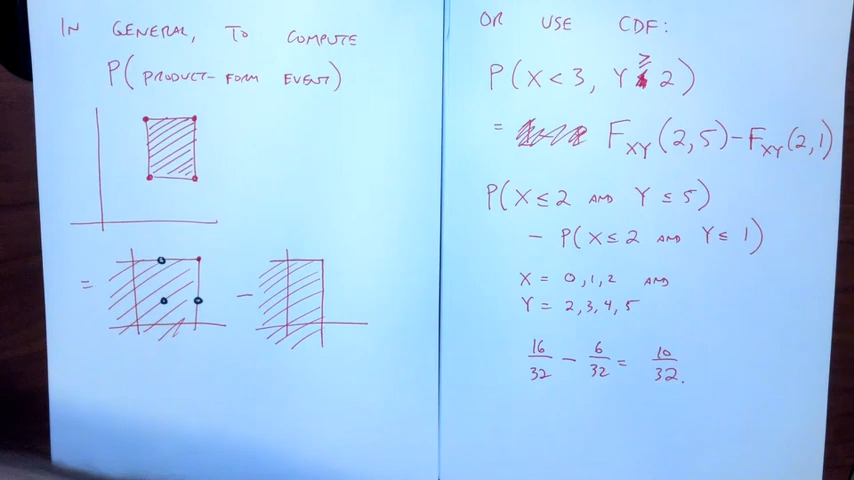 IN GENERAL, TO COMPUTE
P(PRODUCT-FORM EVENT)
=
-
OR USE CDF:
P(X < 3, Y ≥ 2)
= F_XY(2,5) - F_XY(2,1)
P(X ≤ 2 AND Y ≤ 5)
- P(X ≤ 2 AND Y ≤ 1)
X = 0,1,2 AND
Y = 2,3,4,5
16/32 - 6/32 = 10/32.